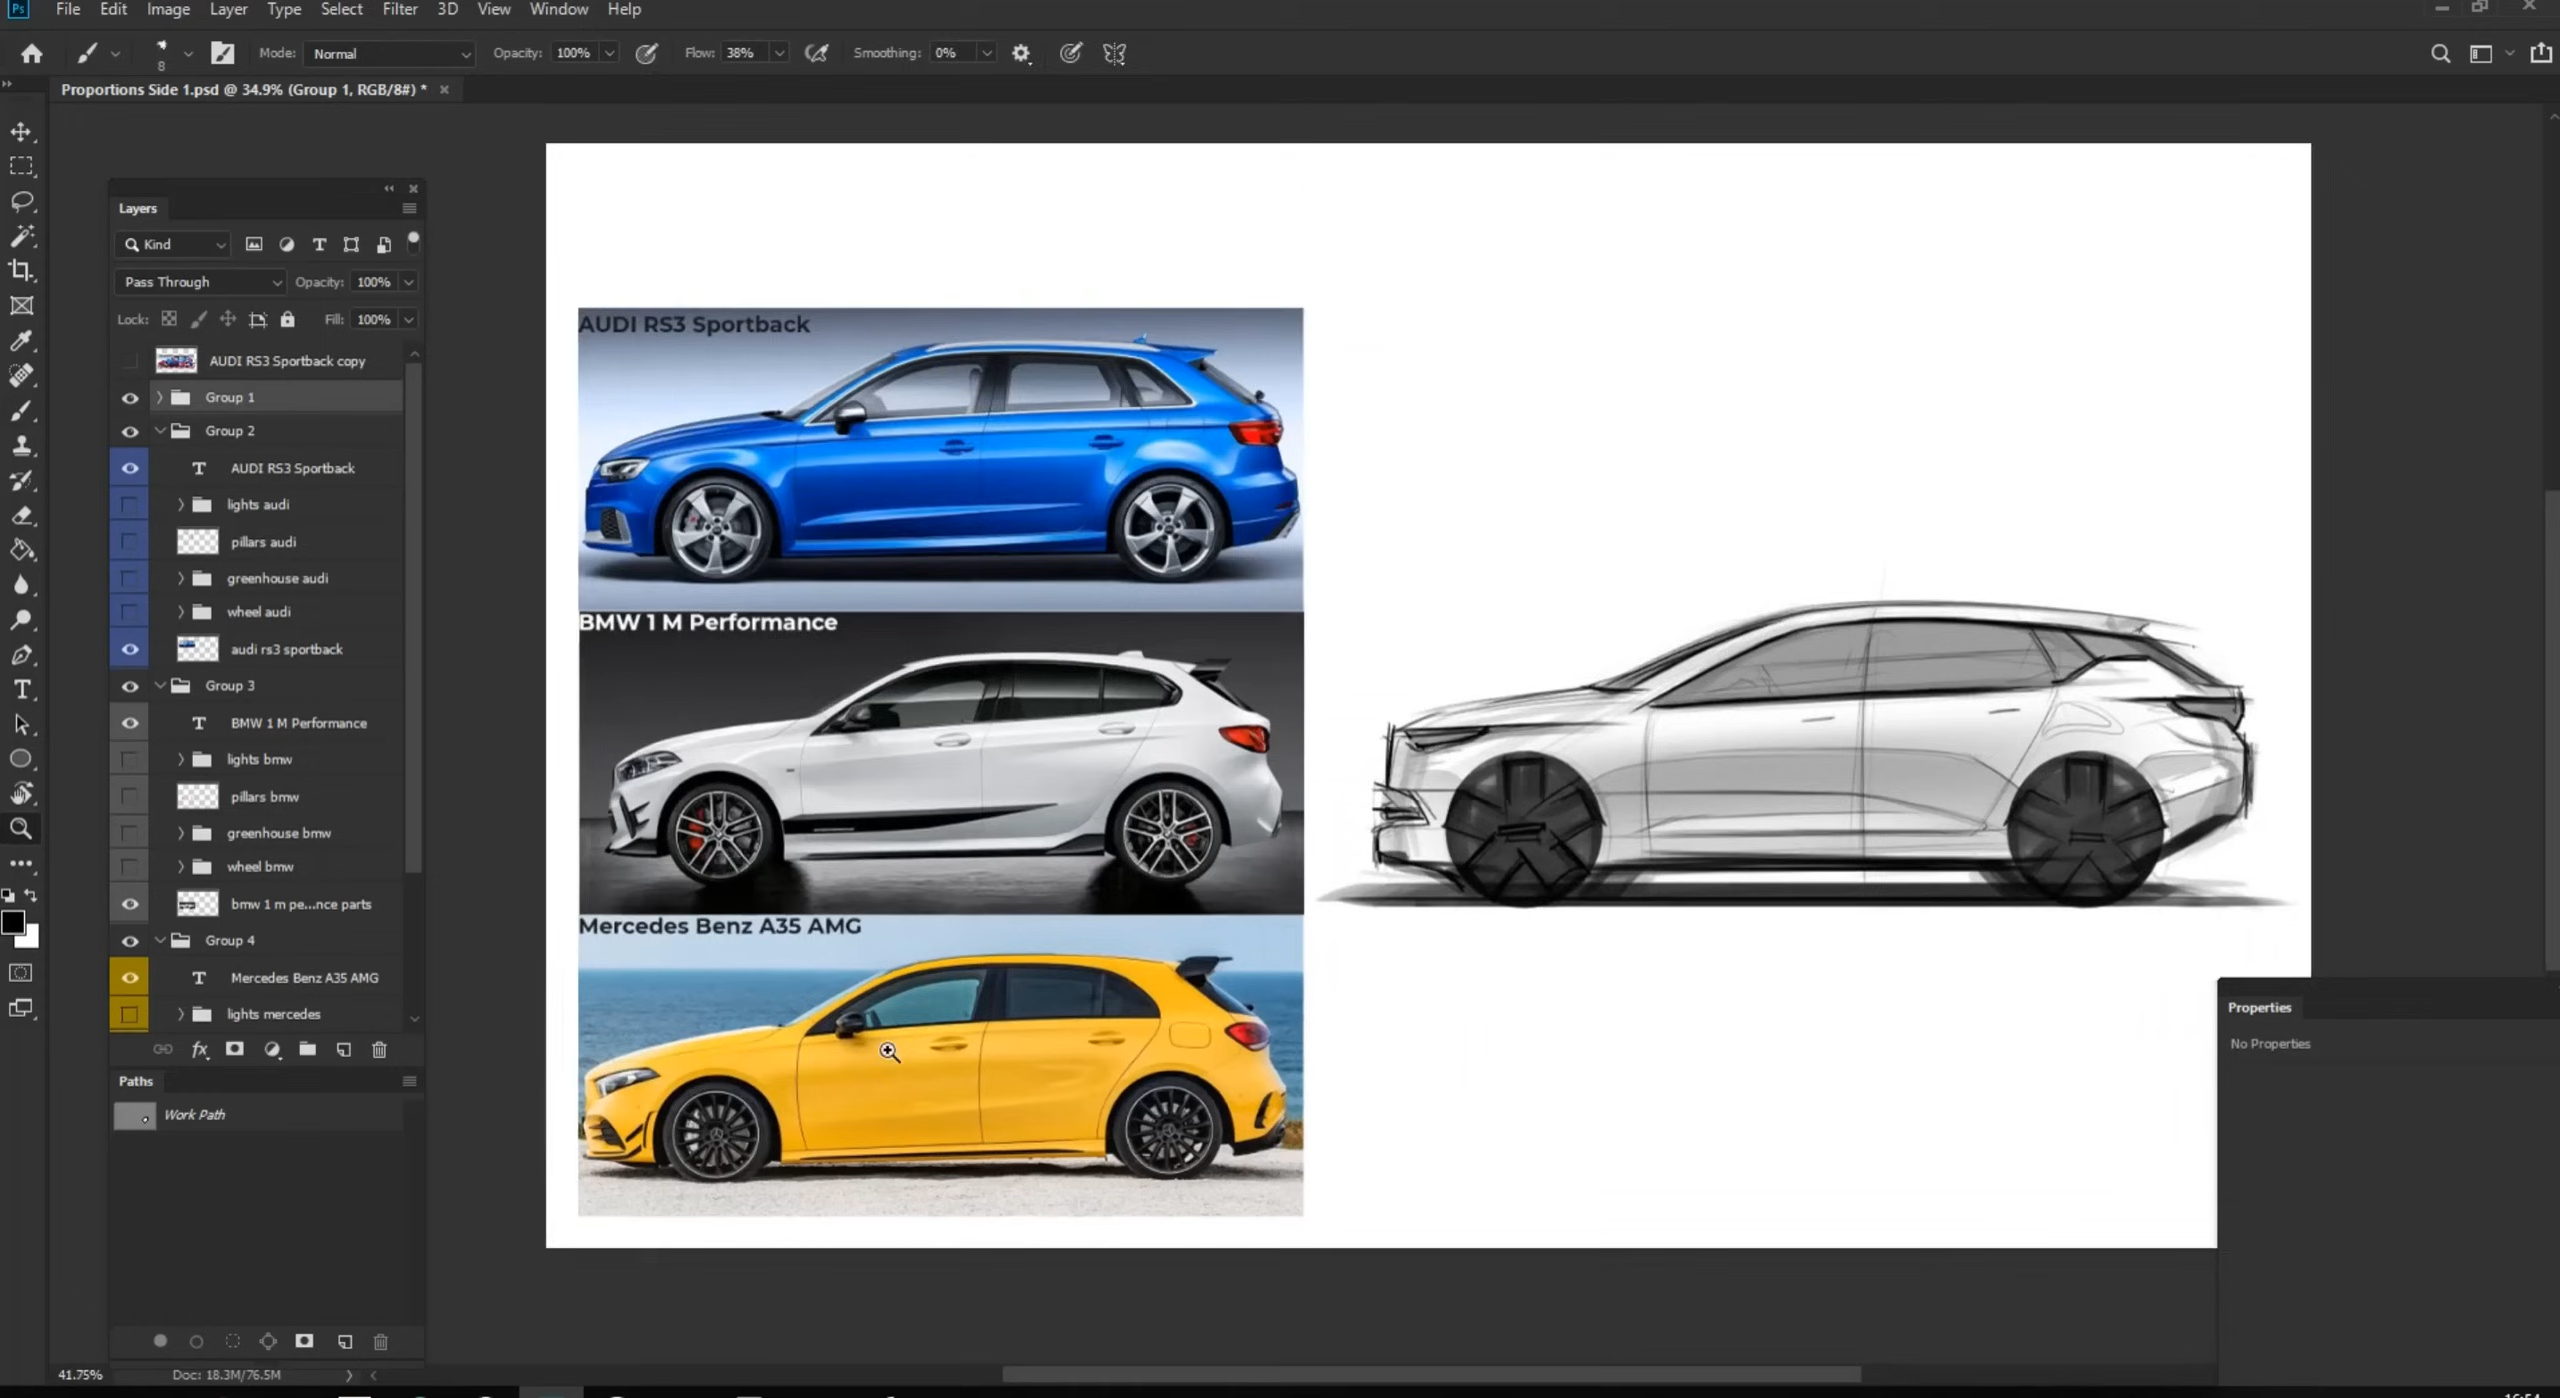 Ps File Edit Image Layer Type Select Filter 3D View Window Help
8 Mode: Normal Opacity: 100% Flow: 38% Smoothing: 0%
Proportions Side 1.psd @ 34.9% (Group 1, RGB/8#) *
Layers
Kind
Pass Through Opacity: 100%
Lock: Fill: 100%
AUDI RS3 Sportback copy
Group 1
Group 2
AUDI RS3 Sportback
lights audi
pillars audi
greenhouse audi
wheel audi
audi rs3 sportback
Group 3
BMW 1 M Performance
lights bmw
pillars bmw
greenhouse bmw
wheel bmw
bmw 1 m pe...nce parts
Group 4
Mercedes Benz A35 AMG
lights mercedes
Paths
Work Path
AUDI RS3 Sportback
BMW 1 M Performance
Mercedes Benz A35 AMG
Properties
No Properties
41.75% Doc: 18.3M/76.5M